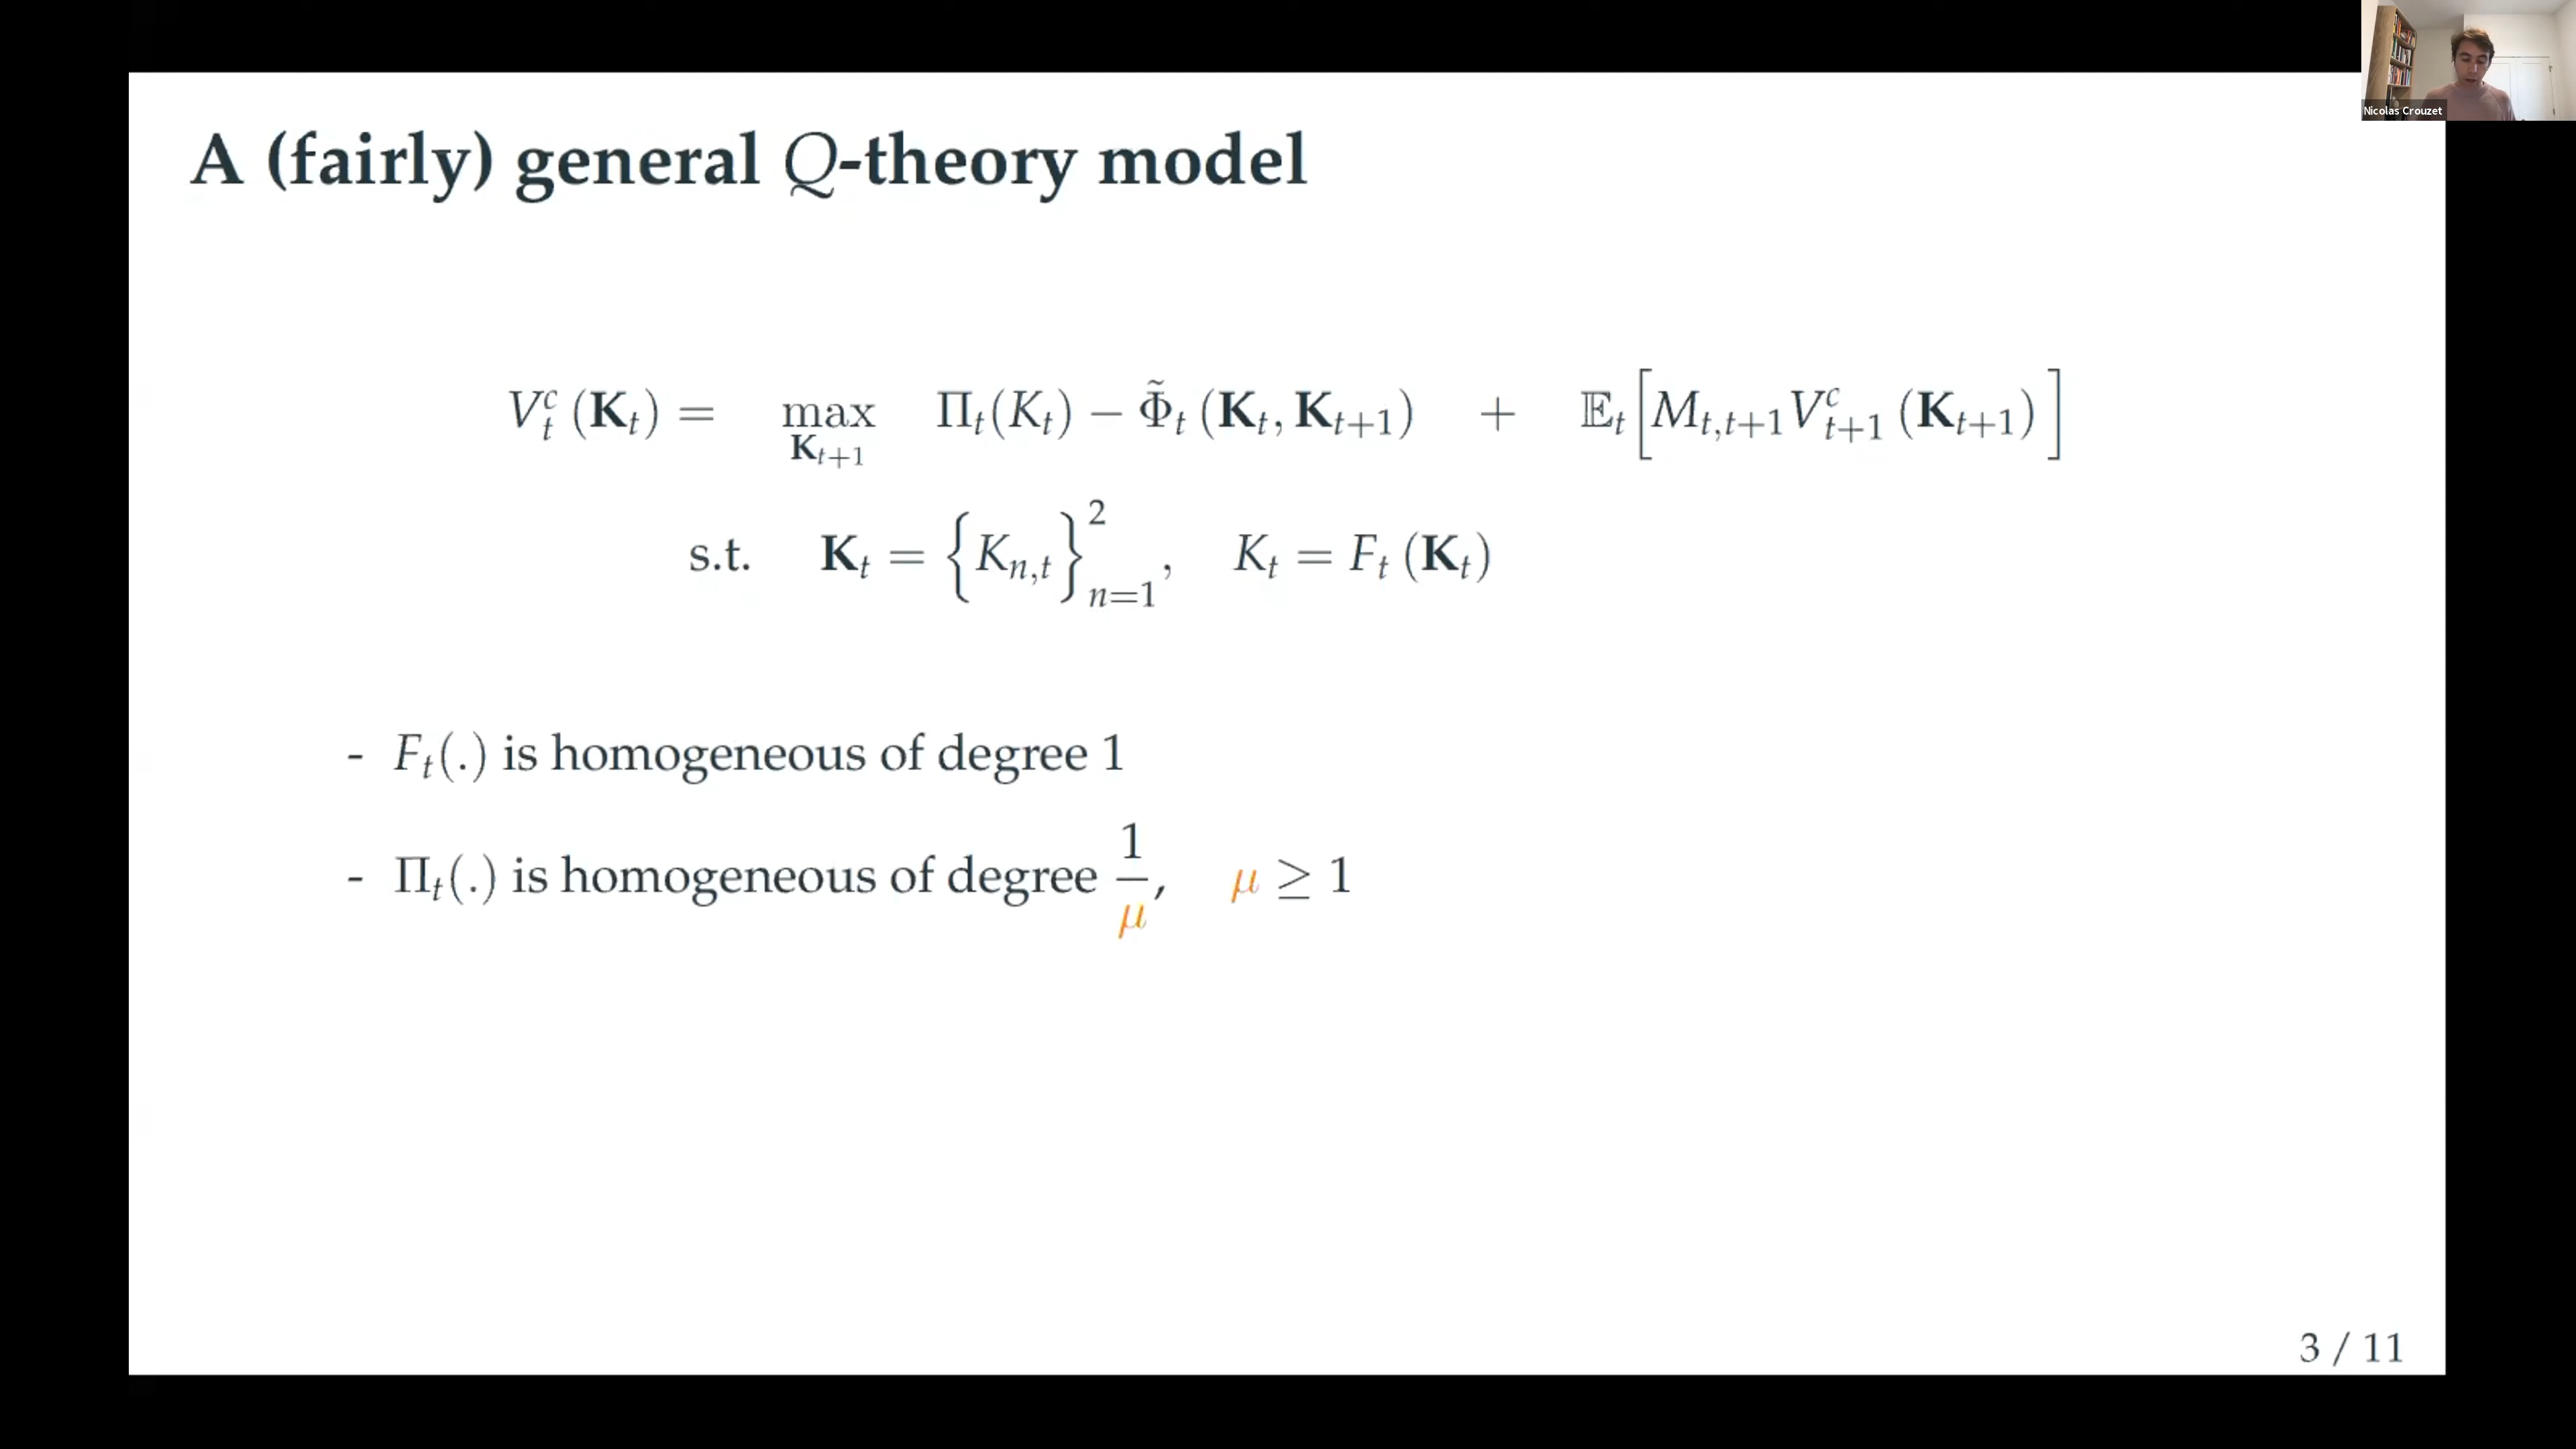 Nicolas Crouzet
A (fairly) general Q-theory model
V^c_t (𝐊_t) = max_{𝐊_{t+1}} Π_t(K_t) − Φ̃_t (𝐊_t, 𝐊_{t+1}) + 𝔼_t [ M_{t,t+1} V^c_{t+1} (𝐊_{t+1}) ]
s.t. 𝐊_t = { K_{n,t} }^2_{n=1} , K_t = F_t (𝐊_t)
- F_t(.) is homogeneous of degree 1
- Π_t(.) is homogeneous of degree 1/μ, μ ≥ 1
3 / 11